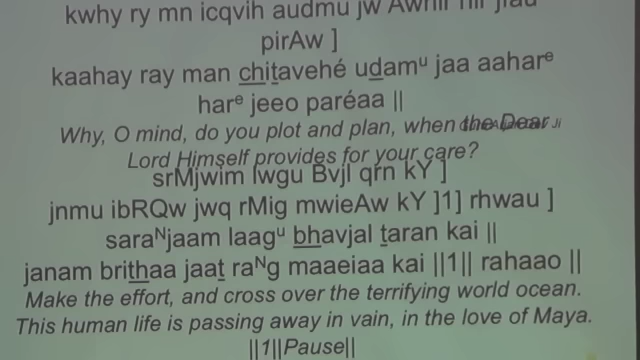 kwhy ry mn icqvih audmu jw
pirAw ]
kaahay ray man chitavehé udamᵘ jaa aaharᵉ
harᵉ jeeo paréaa ||
Why, O mind, do you plot and plan, when the Dear
Lord Himself provides for your care?
srMjwim lwgu Bvjl qrn kY ]
jnmu ibRQw jwq rMig mwieAw kY ]1] rhwau ]
saraᴺjaam laagᵘ bhavjal taran kai ||
janam brithaa jaat raᴺg maaeiaa kai ||1|| rahaao ||
Make the effort, and cross over the terrifying world ocean.
This human life is passing away in vain, in the love of Maya.
||1||Pause||